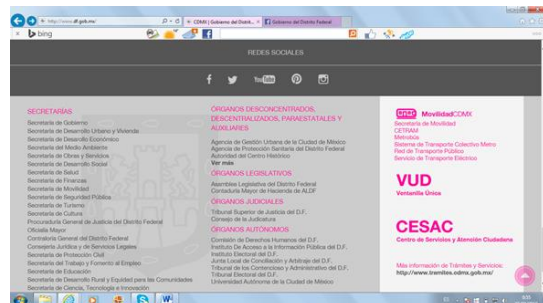 http://www.df.gob.mx/
CDMX | Gobierno del Distrit...
Gobierno del Distrito Federal
bing
REDES SOCIALES
You Tube
SECRETARÍAS
Secretaría de Gobierno
Secretaría de Desarrollo Urbano y Vivienda
Secretaría de Desarrollo Económico
Secretaría del Medio Ambiente
Secretaría de Obras y Servicios
Secretaría de Desarrollo Social
Secretaría de Salud
Secretaría de Finanzas
Secretaría de Movilidad
Secretaría de Seguridad Pública
Secretaría de Turismo
Secretaría de Cultura
Procuraduría General de Justicia del Distrito Federal
Oficialía Mayor
Contraloría General del Distrito Federal
Consejería Jurídica y de Servicios Legales
Secretaría de Protección Civil
Secretaría del Trabajo y Fomento al Empleo
Secretaría de Educación
Secretaría de Desarrollo Rural y Equidad para las Comunidades
Secretaría de Ciencia, Tecnología e Innovación
ÓRGANOS DESCONCENTRADOS,
DESCENTRALIZADOS, PARAESTATALES Y
AUXILIARES
Agencia de Gestión Urbana de la Ciudad de México
Agencia de Protección Sanitaria del Distrito Federal
Autoridad del Centro Histórico
Ver más
ÓRGANOS LEGISLATIVOS
Asamblea Legislativa del Distrito Federal
Contaduría Mayor de Hacienda de ALDF
ÓRGANOS JUDICIALES
Tribunal Superior de Justicia del D.F.
Consejo de la Judicatura
ÓRGANOS AUTÓNOMOS
Comisión de Derechos Humanos del D.F.
Instituto De Acceso a la Información Pública del D.F.
Instituto Electoral del D.F.
Junta Local de Conciliación y Arbitraje del D.F.
Tribunal de los Contenciosos y Administrativos del D.F.
Tribunal Electoral del D.F.
Universidad Autónoma de la Ciudad de México
MovilidadCDMX
Secretaría de Movilidad
CETRAM
Metrobús
Sistema de Transporte Colectivo Metro
Red de Transporte Público
Servicio de Transporte Eléctrico
VUD
Ventanilla Única
CESAC
Centro de Servicios y Atención Ciudadana
Más información de Trámites y Servicios:
http://www.tramites.cdmx.gob.mx/
ES